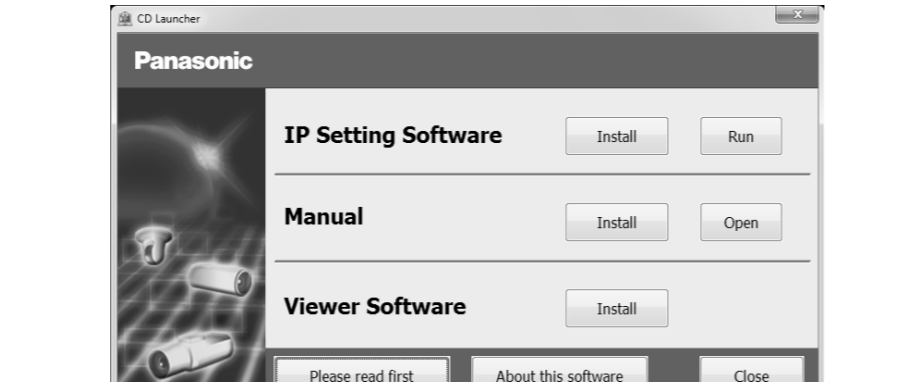 CD Launcher
Panasonic
IP Setting Software Install Run
Manual Install Open
Viewer Software Install
Please read first About this software Close